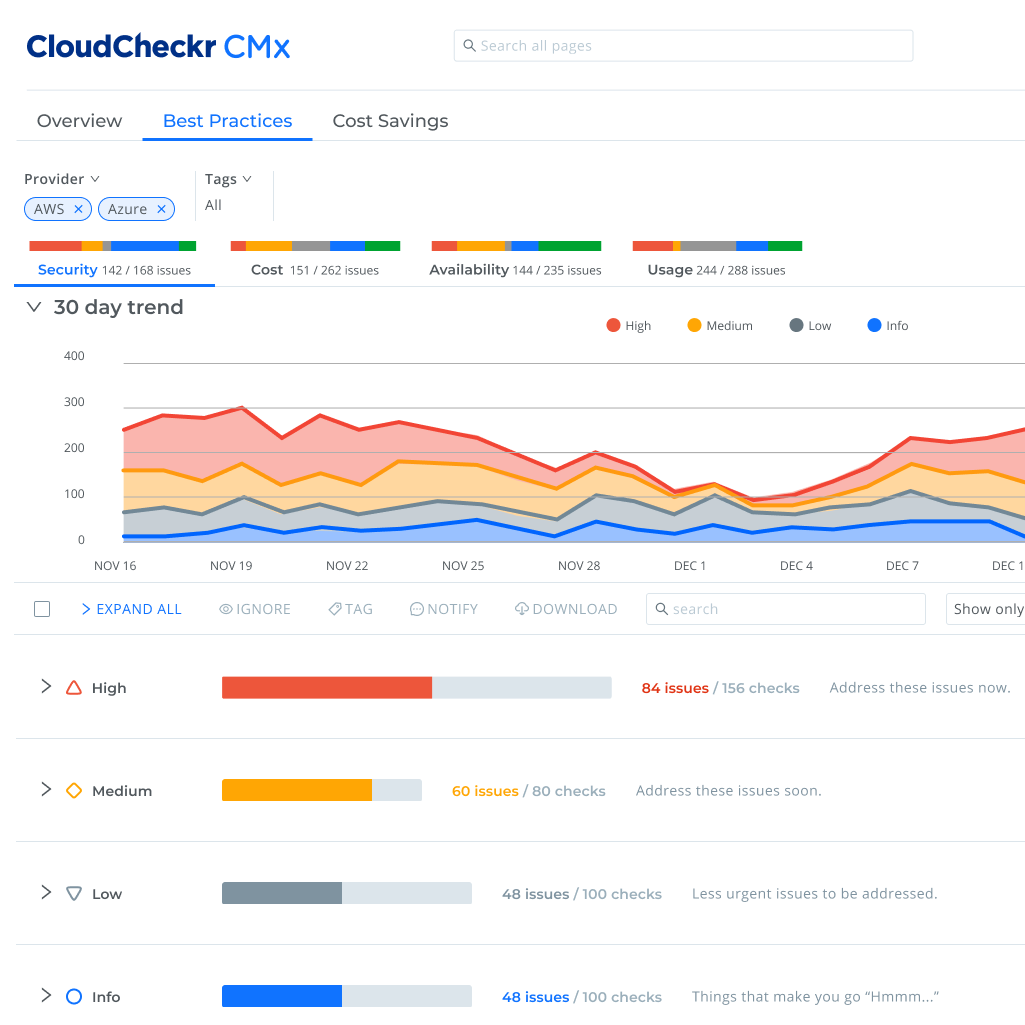 CloudCheckr CMx
Search all pages
Overview Best Practices Cost Savings
Provider Tags
AWS × Azure × All
Security 142 / 168 issues Cost 151 / 262 issues Availability 144 / 235 issues Usage 244 / 288 issues
30 day trend
High Medium Low Info
400
300
200
100
0
NOV 16 NOV 19 NOV 22 NOV 25 NOV 28 DEC 1 DEC 4 DEC 7 DEC 1
EXPAND ALL IGNORE TAG NOTIFY DOWNLOAD search Show only
High 84 issues / 156 checks Address these issues now.
Medium 60 issues / 80 checks Address these issues soon.
Low 48 issues / 100 checks Less urgent issues to be addressed.
Info 48 issues / 100 checks Things that make you go “Hmmm...”